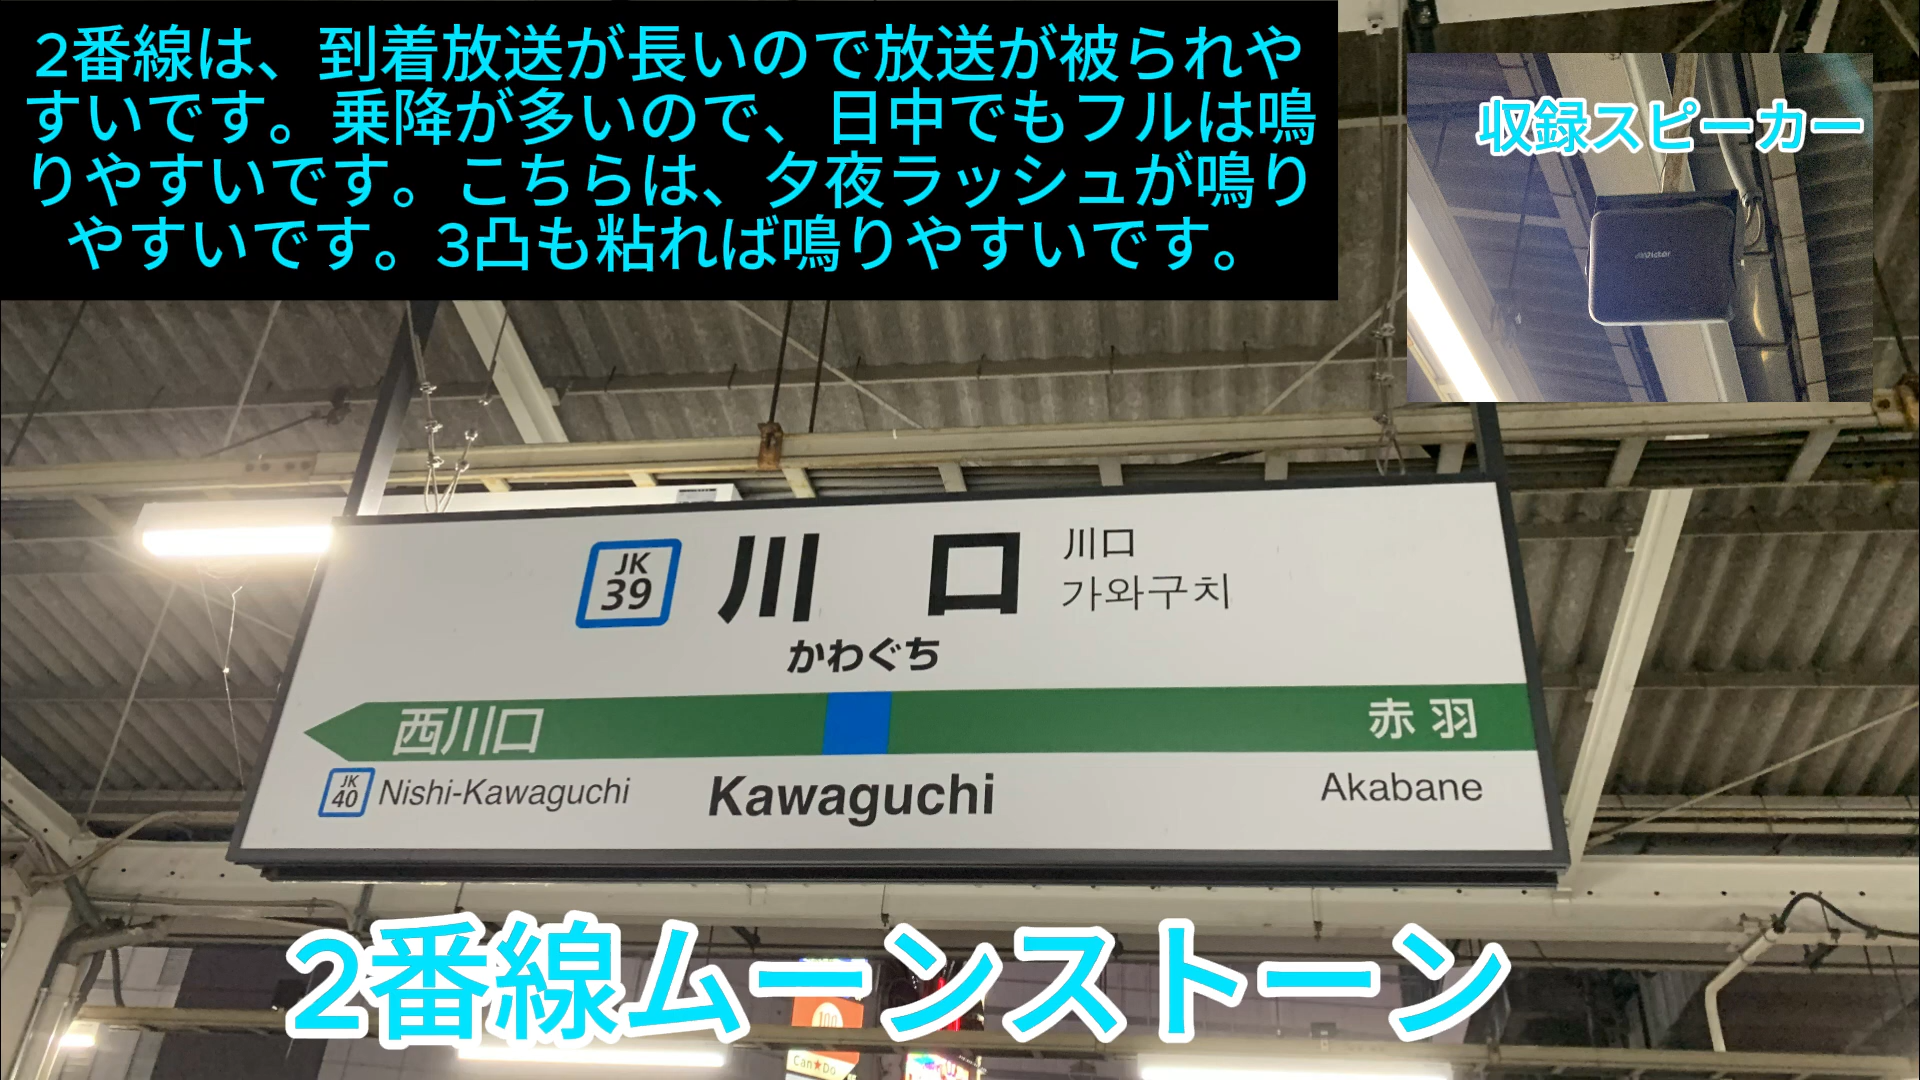 2番線は、到着放送が長いので放送が被られや
すいです。乗降が多いので、日中でもフルは鳴
りやすいです。こちらは、夕夜ラッシュが鳴り
やすいです。3凸も粘れば鳴りやすいです。
収録スピーカー
Victor
JK
39
川口
かわぐち
川口
가와구치
西川口
赤羽
JK
40
Nishi-Kawaguchi
Kawaguchi
Akabane
2番線ムーンストーン
100
Can★Do